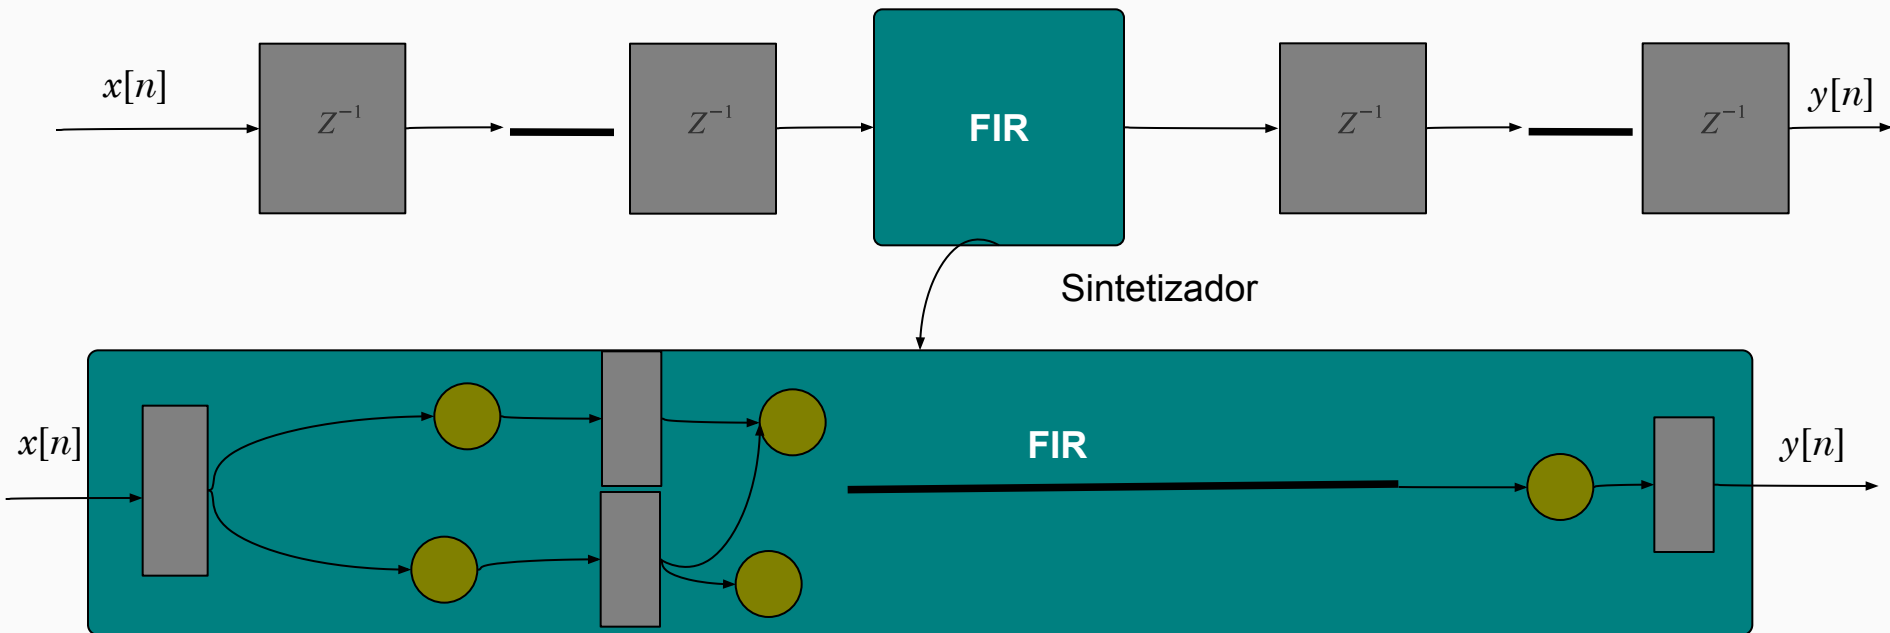 x[n]
Z⁻¹
Z⁻¹
FIR
Z⁻¹
Z⁻¹
y[n]
Sintetizador
x[n]
FIR
y[n]